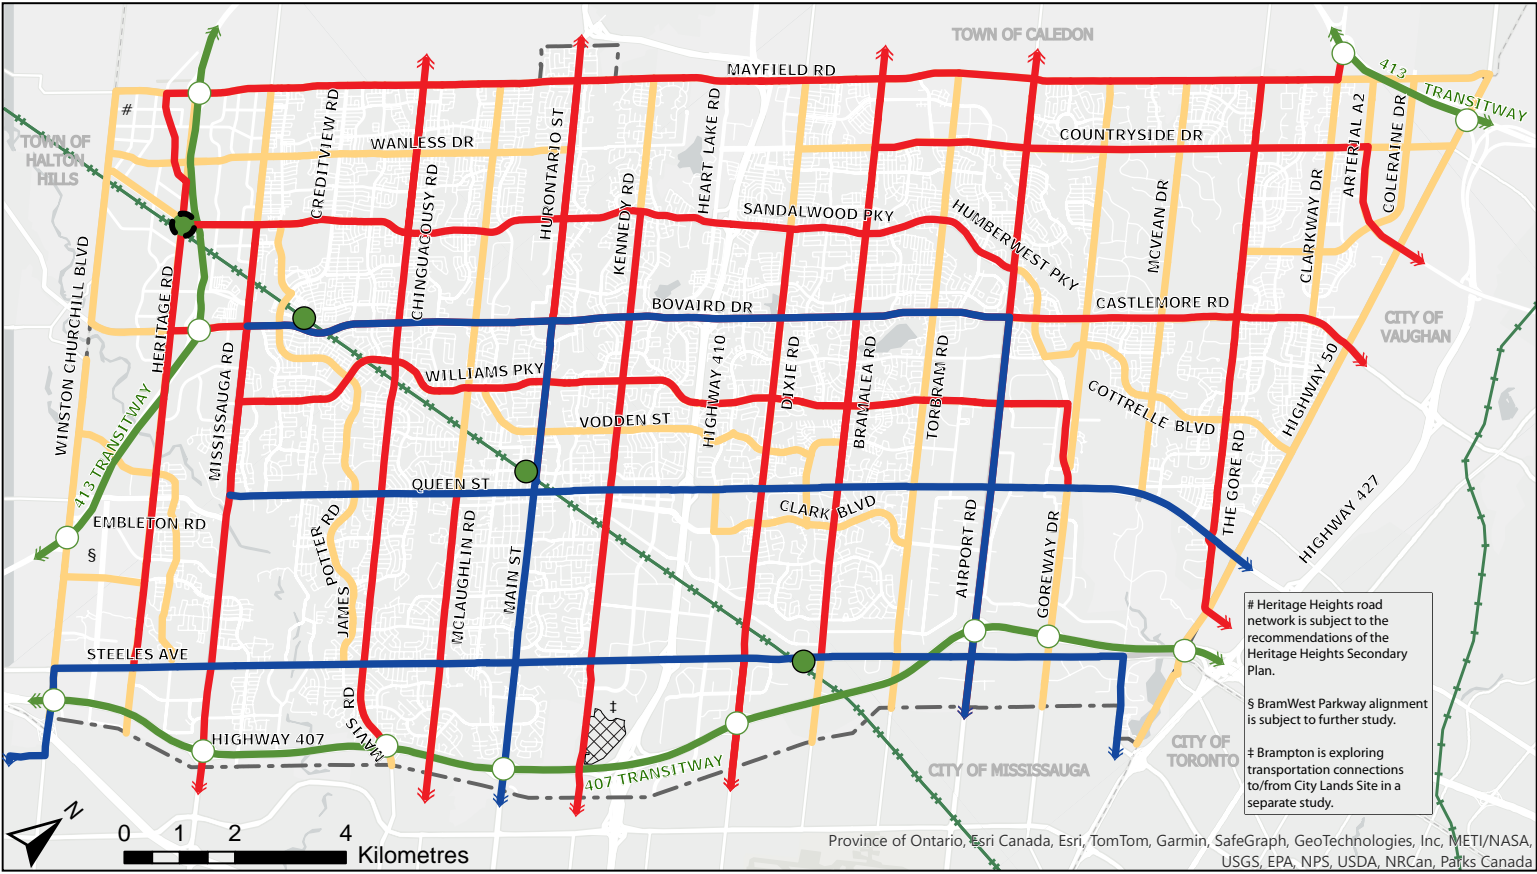 TOWN OF CALEDON
MAYFIELD RD
413
TRANSITWAY
#
TOWN OF
HALTON
HILLS
CREDITVIEW RD
WANLESS DR
HURONTARIO ST
HEART LAKE RD
COUNTRYSIDE DR
ARTERIAL A2
COLERAINE DR
CHINGUACOUSY RD
KENNEDY RD
SANDALWOOD PKY
HUMBERWEST PKY
MCVEAN DR
CLARKWAY DR
WINSTON CHURCHILL BLVD
HERITAGE RD
BOVAIRD DR
CASTLEMORE RD
CITY OF
VAUGHAN
MISSISSAUGA RD
WILLIAMS PKY
HIGHWAY 410
DIXIE RD
BRAMALEA RD
TORBRAM RD
HIGHWAY 50
COTTRELLE BLVD
VODDEN ST
413 TRANSITWAY
QUEEN ST
CLARK BLVD
THE GORE RD
HIGHWAY 427
EMBLETON RD
§
JAMES POTTER RD
MCLAUGHLIN RD
MAIN ST
AIRPORT RD
GOREWAY DR
STEELES AVE
MAVIS RD
‡
HIGHWAY 407
407 TRANSITWAY
CITY OF MISSISSAUGA
CITY OF
TORONTO
# Heritage Heights road
network is subject to the
recommendations of the
Heritage Heights Secondary
Plan.
§ BramWest Parkway alignment
is subject to further study.
‡ Brampton is exploring
transportation connections
to/from City Lands Site in a
separate study.
N
0 1 2 4
Kilometres
Province of Ontario, Esri Canada, Esri, TomTom, Garmin, SafeGraph, GeoTechnologies, Inc, METI/NASA,
USGS, EPA, NPS, USDA, NRCan, Parks Canada